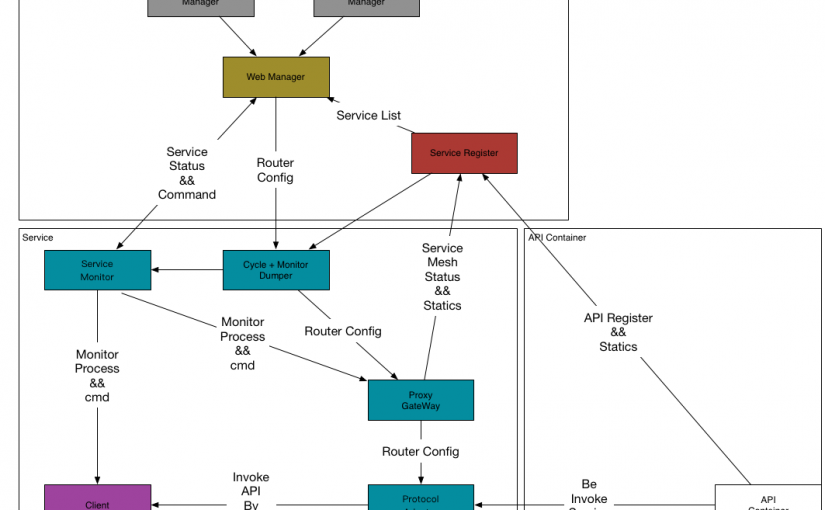 Manager
Manager
Web Manager
Service List
Service Register
Service
Status
&&
Command
Router
Config
Service
API Container
Service
Monitor
Cycle + Monitor
Dumper
Service
Mesh
Status
&&
Statics
API Register
&&
Statics
Monitor
Process
&&
cmd
Router Config
Monitor
Process
&&
cmd
Proxy
GateWay
Router Config
Invoke
API
By
Be
Invoke
Client
Protocol
API
Container